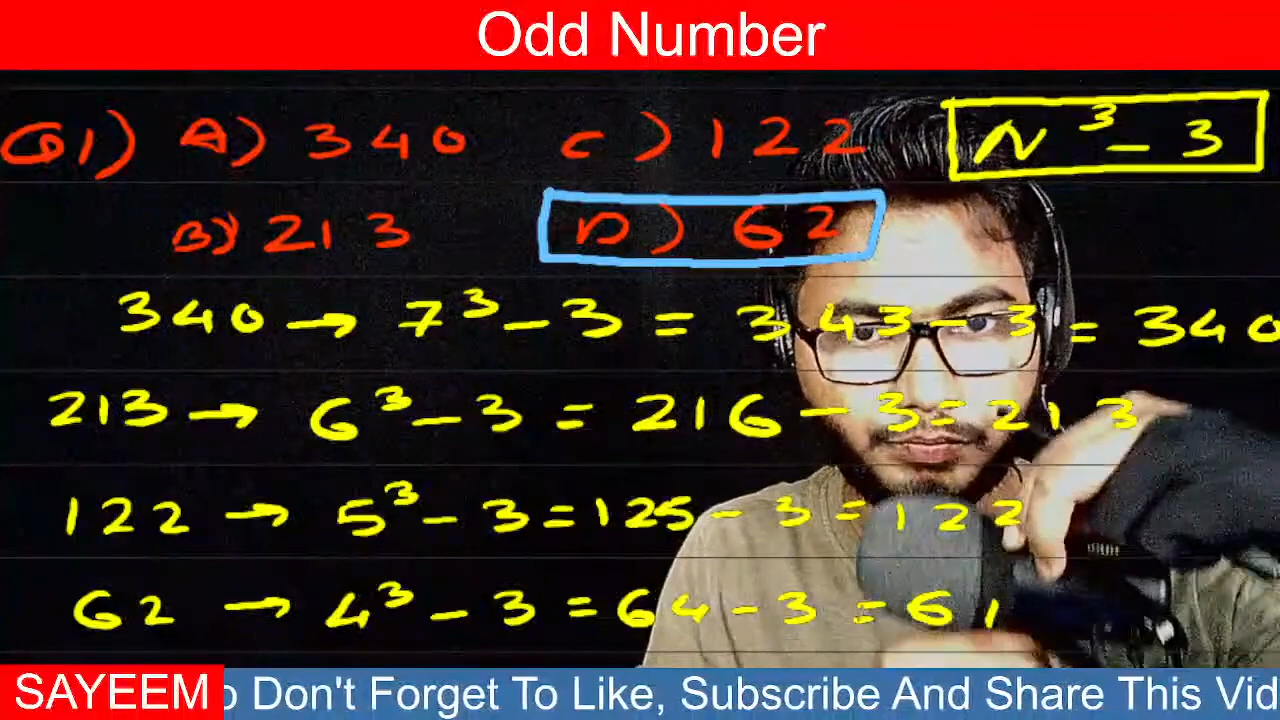 Odd Number
Q1) A) 340 C) 122 N³-3
B) 213 D) 62
340 → 7³-3 = 343-3 = 340
213 → 6³-3 = 216-3 = 213
122 → 5³-3 = 125-3 = 122
62 → 4³-3 = 64-3 = 61
SAYEEM Don't Forget To Like, Subscribe And Share This